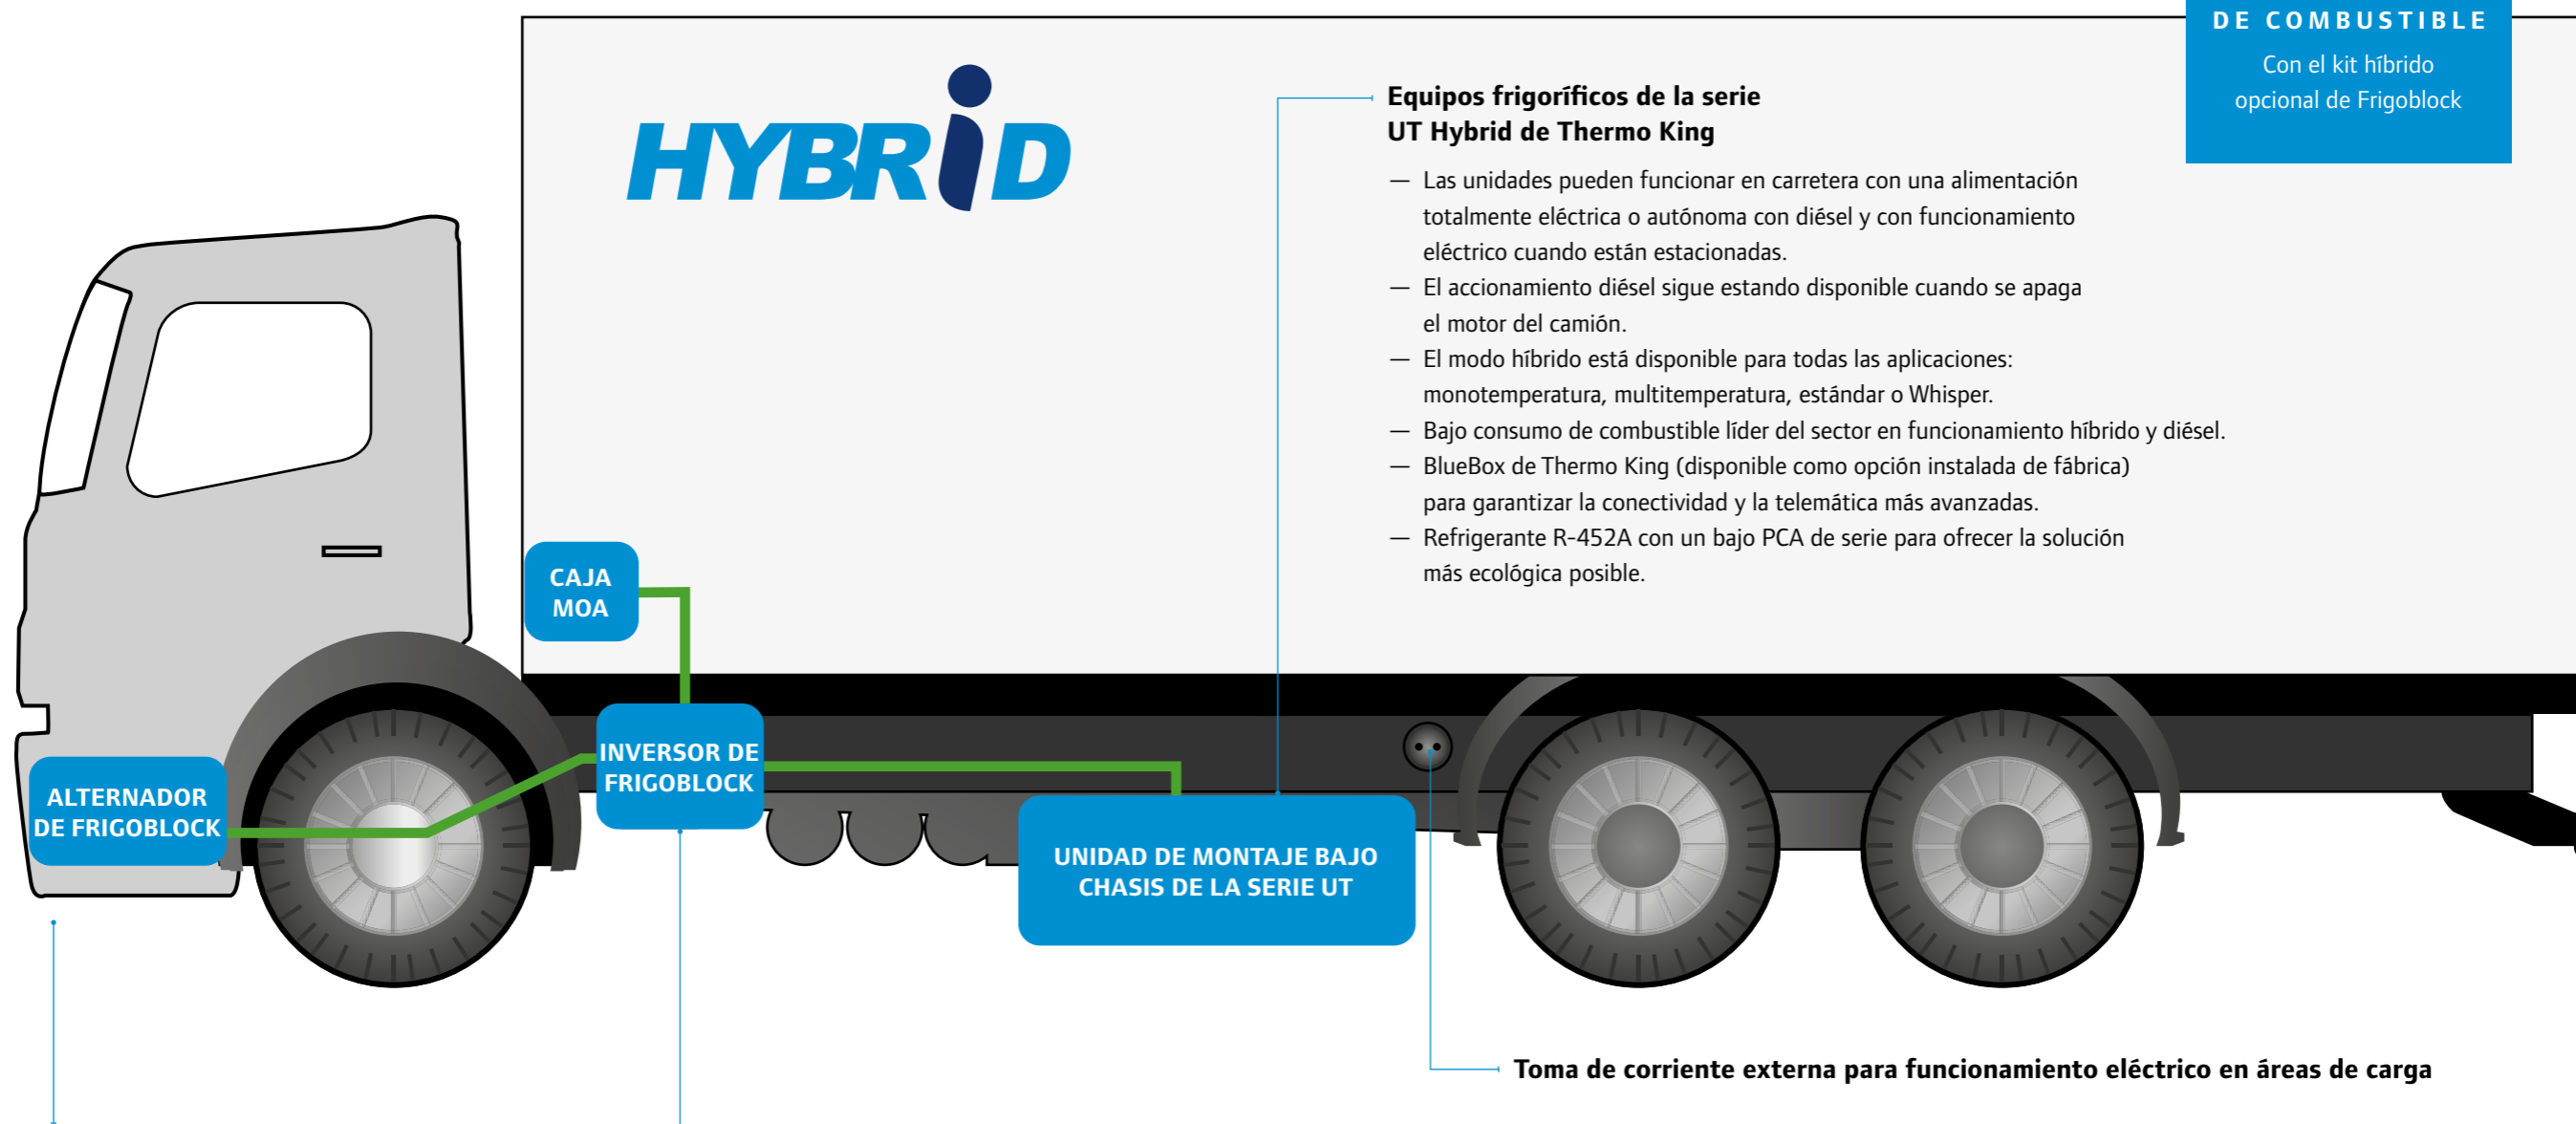 DE COMBUSTIBLE
Con el kit híbrido
opcional de Frigoblock
HYBRiD
Equipos frigoríficos de la serie
UT Hybrid de Thermo King
— Las unidades pueden funcionar en carretera con una alimentación
totalmente eléctrica o autónoma con diésel y con funcionamiento
eléctrico cuando están estacionadas.
— El accionamiento diésel sigue estando disponible cuando se apaga
el motor del camión.
— El modo híbrido está disponible para todas las aplicaciones:
monotemperatura, multitemperatura, estándar o Whisper.
— Bajo consumo de combustible líder del sector en funcionamiento híbrido y diésel.
— BlueBox de Thermo King (disponible como opción instalada de fábrica)
para garantizar la conectividad y la telemática más avanzadas.
— Refrigerante R-452A con un bajo PCA de serie para ofrecer la solución
más ecológica posible.
CAJA
MOA
INVERSOR DE
FRIGOBLOCK
ALTERNADOR
DE FRIGOBLOCK
UNIDAD DE MONTAJE BAJO
CHASIS DE LA SERIE UT
Toma de corriente externa para funcionamiento eléctrico en áreas de carga